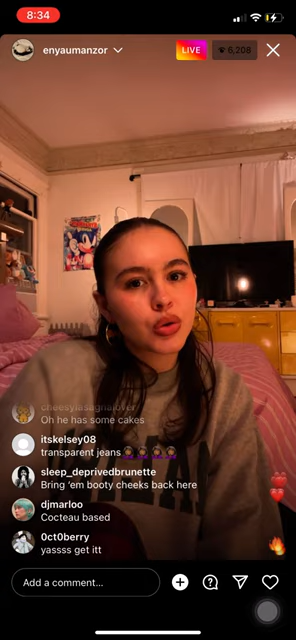 8:34
enyaumanzor
LIVE
6,208
cheesylasagnalover
Oh he has some cakes
itskelsey08
transparent jeans
sleep_deprivedbrunette
Bring 'em booty cheeks back here
djmarloo
Cocteau based
0ct0berry
yassss get itt
Add a comment...